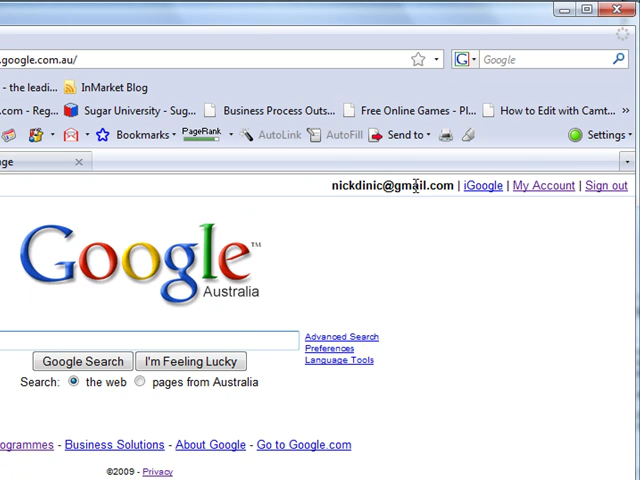 .google.com.au/
Google
- the leadi...
InMarket Blog
.com - Reg...
Sugar University - Sug...
Business Process Outs...
Free Online Games - Pl...
How to Edit with Camt...
Bookmarks
PageRank
AutoLink
AutoFill
Send to
Settings
age
nickdinic@gmail.com | iGoogle | My Account | Sign out
Google™
Australia
Advanced Search
Preferences
Language Tools
Google Search
I'm Feeling Lucky
Search: the web pages from Australia
ogrammes - Business Solutions - About Google - Go to Google.com
©2009 - Privacy